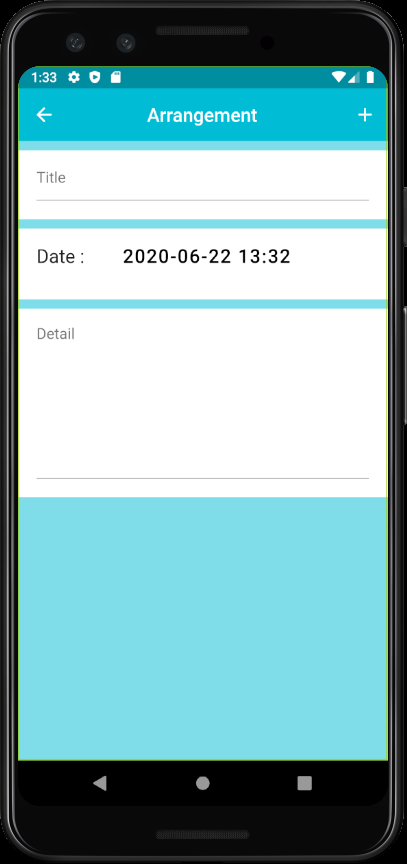 1:33
Arrangement
Title
Date : 2020-06-22 13:32
Detail